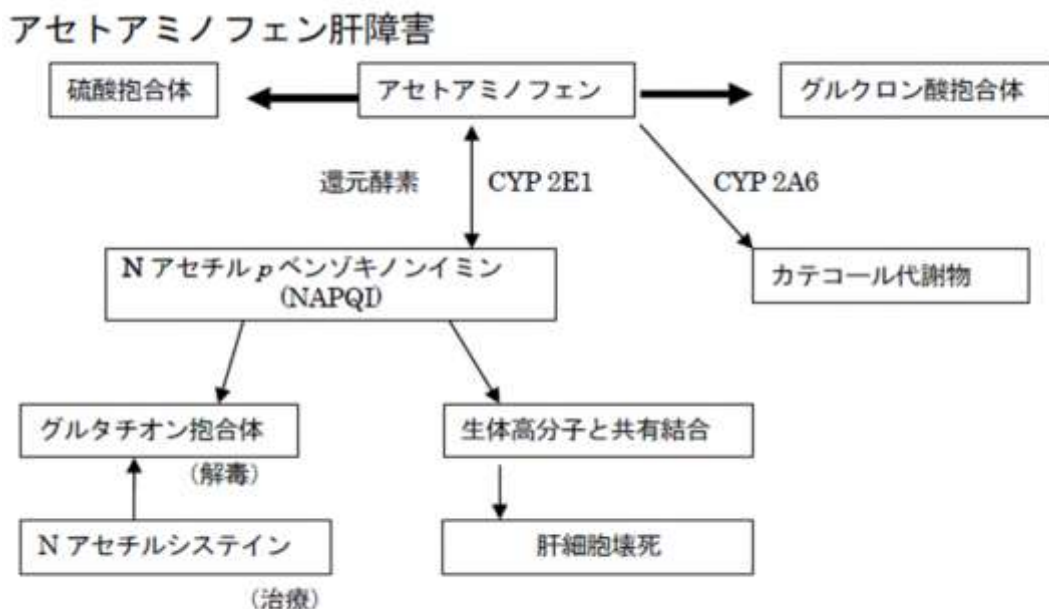 アセトアミノフェン肝障害
硫酸抱合体
アセトアミノフェン
グルクロン酸抱合体
還元酵素
CYP 2E1
CYP 2A6
N アセチル p ベンゾキノンイミン
(NAPQI)
カテコール代謝物
グルタチオン抱合体
生体高分子と共有結合
（解毒）
N アセチルシステイン
肝細胞壊死
（治療）